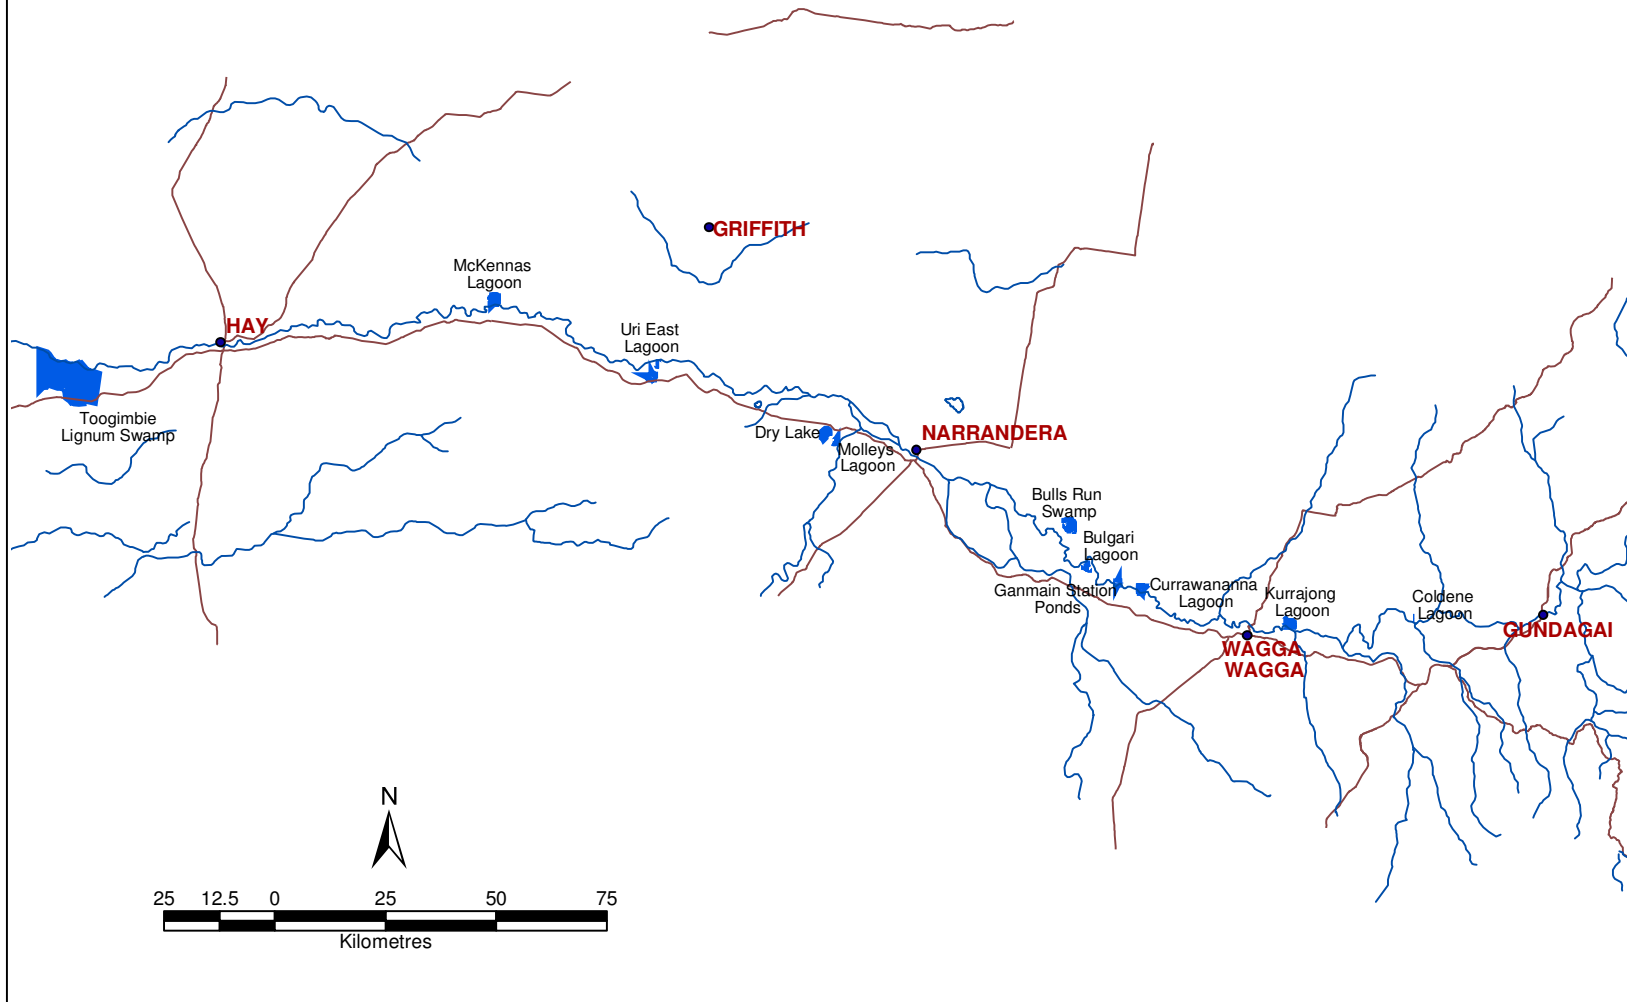 GRIFFITH
McKennas
Lagoon
HAY
Uri East
Lagoon
Toogimbie
Lignum Swamp
Dry Lake
Molleys
Lagoon
NARRANDERA
Bulls Run
Swamp
Bulgari
Lagoon
Ganmain Station
Ponds
Currawananna
Lagoon
Kurrajong
Lagoon
Coldene
Lagoon
GUNDAGAI
WAGGA
WAGGA
N
25 12.5 0 25 50 75
Kilometres